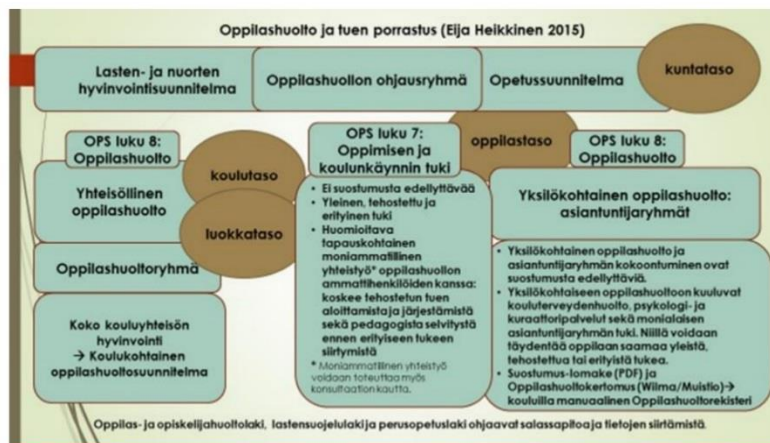 Oppilashuolto ja tuen porrastus (Eija Heikkinen 2015)
Lasten- ja nuorten
hyvinvointisuunnitelma
Oppilashuollon ohjausryhmä
Opetussuunnitelma
kuntataso
OPS luku 8:
Oppilashuolto
koulutaso
Yhteisöllinen
oppilashuolto
luokkataso
Oppilashuoltoryhmä
Koko kouluyhteisön
hyvinvointi
→ Koulukohtainen
oppilashuoltosuunnitelma
OPS luku 7:
Oppimisen ja
koulunkäynnin tuki
• Ei suostumusta edellyttävää
• Yleinen, tehostettu ja
erityinen tuki
• Huomioitava
tapauskohtainen
moniammatillinen
yhteistyö* oppilashuollon
ammattihenkilöiden kanssa:
koskee tehostetun tuen
aloittamista ja järjestämistä
sekä pedagogista selvitystä
ennen erityiseen tukeen
siirtymistä
* Moniammatillinen yhteistyö
voidaan toteuttaa myös
konsultaation kautta.
oppilastaso
OPS luku 8:
Oppilashuolto
Yksilökohtainen oppilashuolto:
asiantuntijaryhmät
• Yksilökohtainen oppilashuolto ja
asiantuntijaryhmän kokoontuminen ovat
suostumusta edellyttäviä.
• Yksilökohtaiseen oppilashuoltoon kuuluvat
kouluterveydenhuolto, psykologi- ja
kuraattoripalvelut sekä monialaisen
asiantuntijaryhmän tuki. Niillä voidaan
täydentää oppilaan saamaa yleistä,
tehostettua tai erityistä tukea.
• Suostumus-lomake (PDF) ja
Oppilashuoltokertomus (Wilma/Muistio)→
kouluilla manuaalinen Oppilashuoltorekisteri
Oppilas- ja opiskelijahuoltolaki, lastensuojelulaki ja perusopetuslaki ohjaavat salassapitoa ja tietojen siirtämistä.